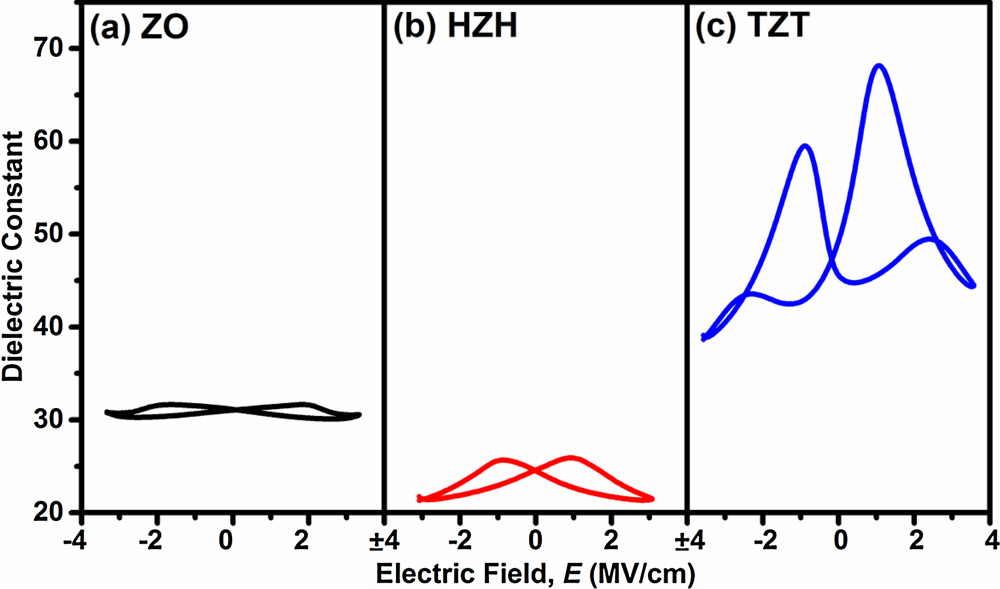 (a) ZO
(b) HZH
(c) TZT
Dielectric Constant
70
60
50
40
30
20
-4 -2 0 2 ±4 -2 0 2 ±4 -2 0 2 4
Electric Field, E (MV/cm)